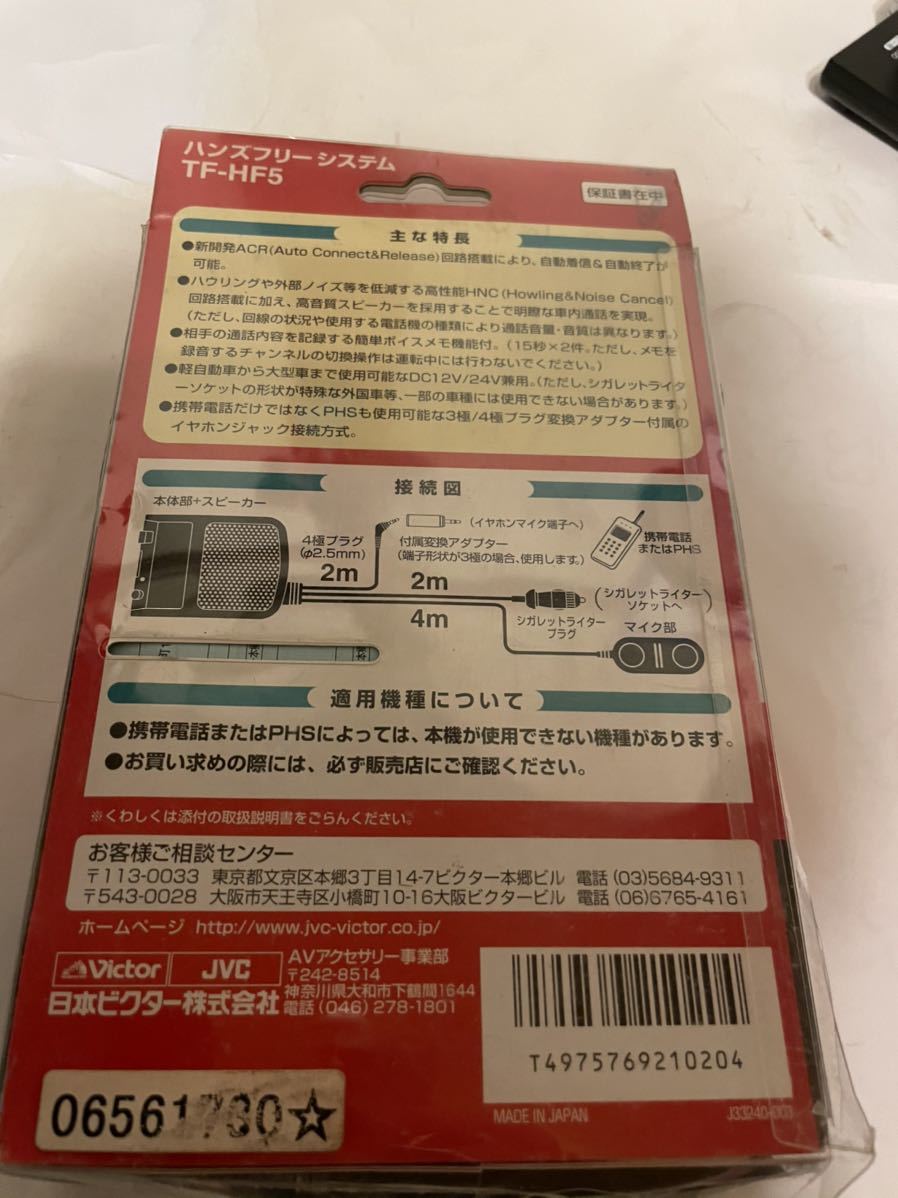 ハンズフリーシステム
TF-HF5
保証書在中
主な特長
●新開発ACR(Auto Connect&Release)回路搭載により、自動着信&自動終了が
可能。
●ハウリングや外部ノイズ等を低減する高性能HNC(Howling&Noise Cancel)
回路搭載に加え、高音質スピーカーを採用することで明瞭な車内通話を実現。
(ただし、回線の状況や使用する電話機の種類により通話音量・音質は異なります。)
●相手の通話内容を記録する簡単ボイスメモ機能付。(15秒×2件。ただし、メモを
録音するチャンネルの切換操作は運転中には行わないでください。)
●軽自動車から大型車まで使用可能なDC12V/24V兼用。(ただし、シガレットライタ
ーソケットの形状が特殊な外国車等、一部の車種には使用できない場合があります。)
●携帯電話だけではなくPHSも使用可能な3極/4極プラグ変換アダプター付属の
イヤホンジャック接続方式。
接続図
本体部+スピーカー
4極プラグ
(φ2.5mm)
2m
(イヤホンマイク端子へ)
付属変換アダプター
(端子形状が3極の場合、使用します。)
携帯電話
またはPHS
2m
4m
シガレットライター
プラグ
(シガレットライター
ソケットへ)
マイク部
適用機種について
●携帯電話またはPHSによっては、本機が使用できない機種があります。
●お買い求めの際には、必ず販売店にご確認ください。
※くわしくは添付の取扱説明書をごらんください。
お客様ご相談センター
〒113-0033 東京都文京区本郷3丁目14-7ビクター本郷ビル 電話(03)5684-9311
〒543-0028 大阪市天王寺区小橋町10-16大阪ビクタービル 電話(06)6765-4161
ホームページ http://www.jvc-victor.co.jp/
Victor JVC
日本ビクター株式会社
AVアクセサリー事業部
〒242-8514
神奈川県大和市下鶴間1644
電話(046)278-1801
T4975769210204
MADE IN JAPAN
06561780☆